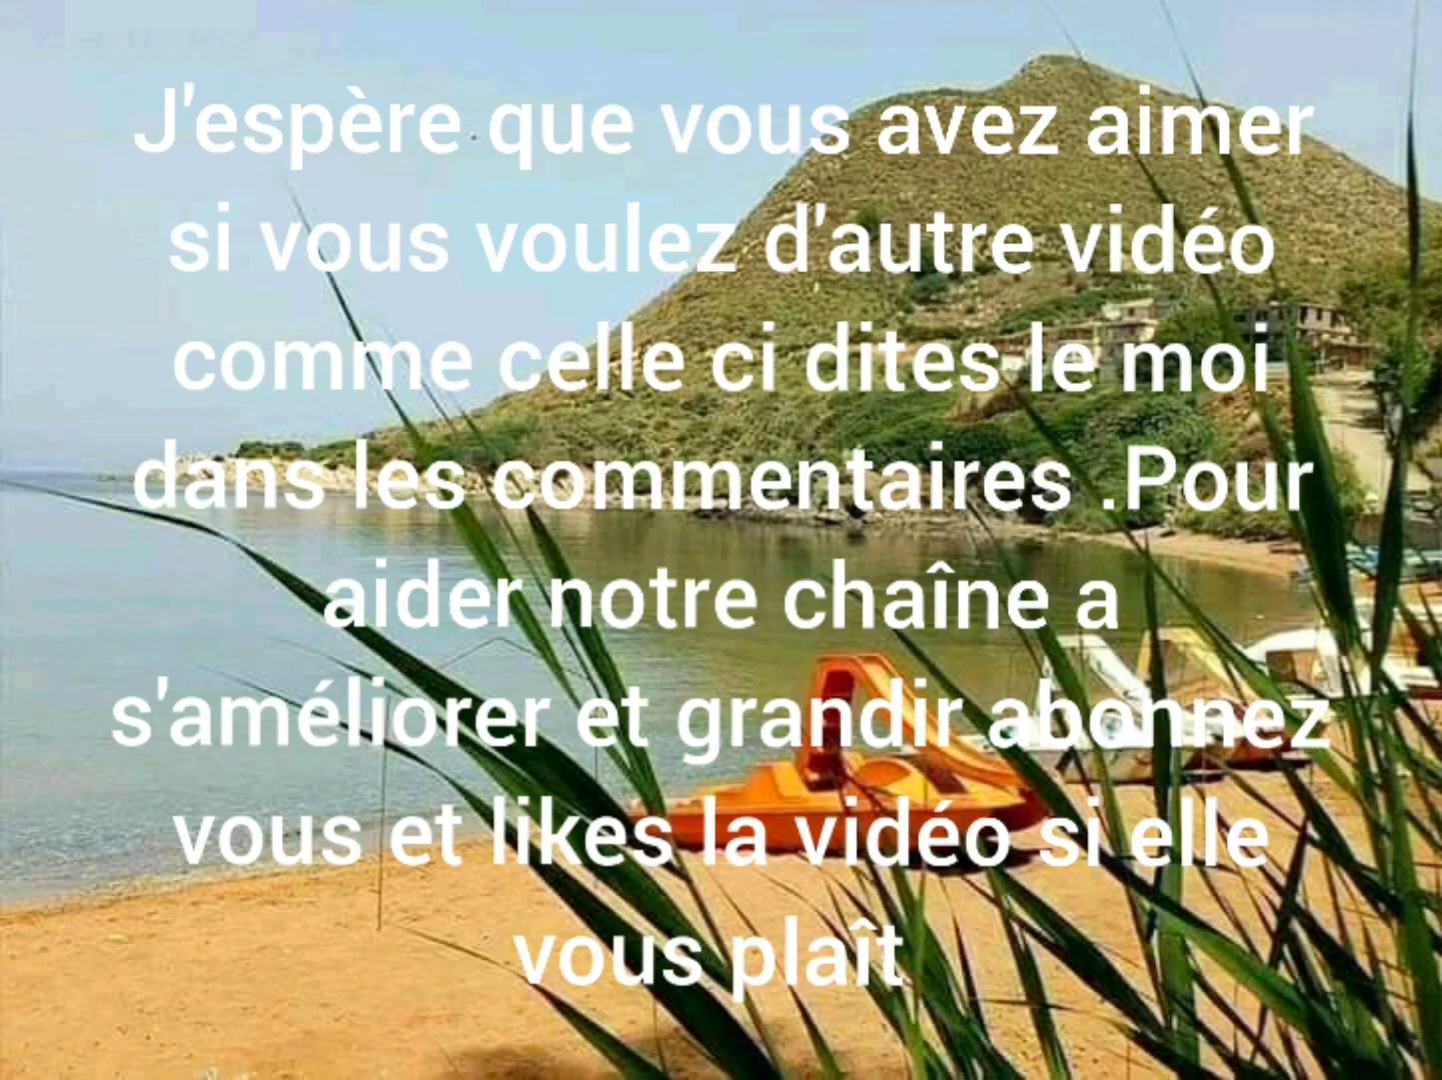 J'espère que vous avez aimer
si vous voulez d'autre vidéo
comme celle ci dites le moi
dans les commentaires .Pour
aider notre chaîne a
s'améliorer et grandir abonnez
vous et likes la vidéo si elle
vous plaît